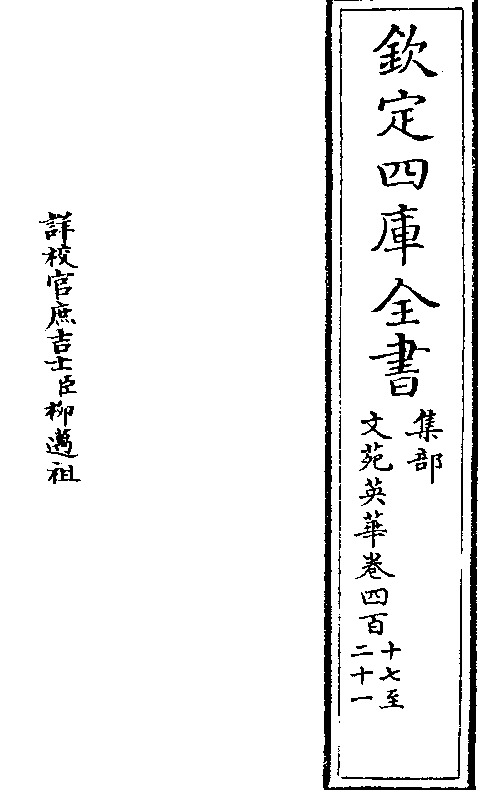 欽定四庫全書
集部
文苑英華卷四百
十七至
二十一
詳校官庶吉士臣柳邁祖